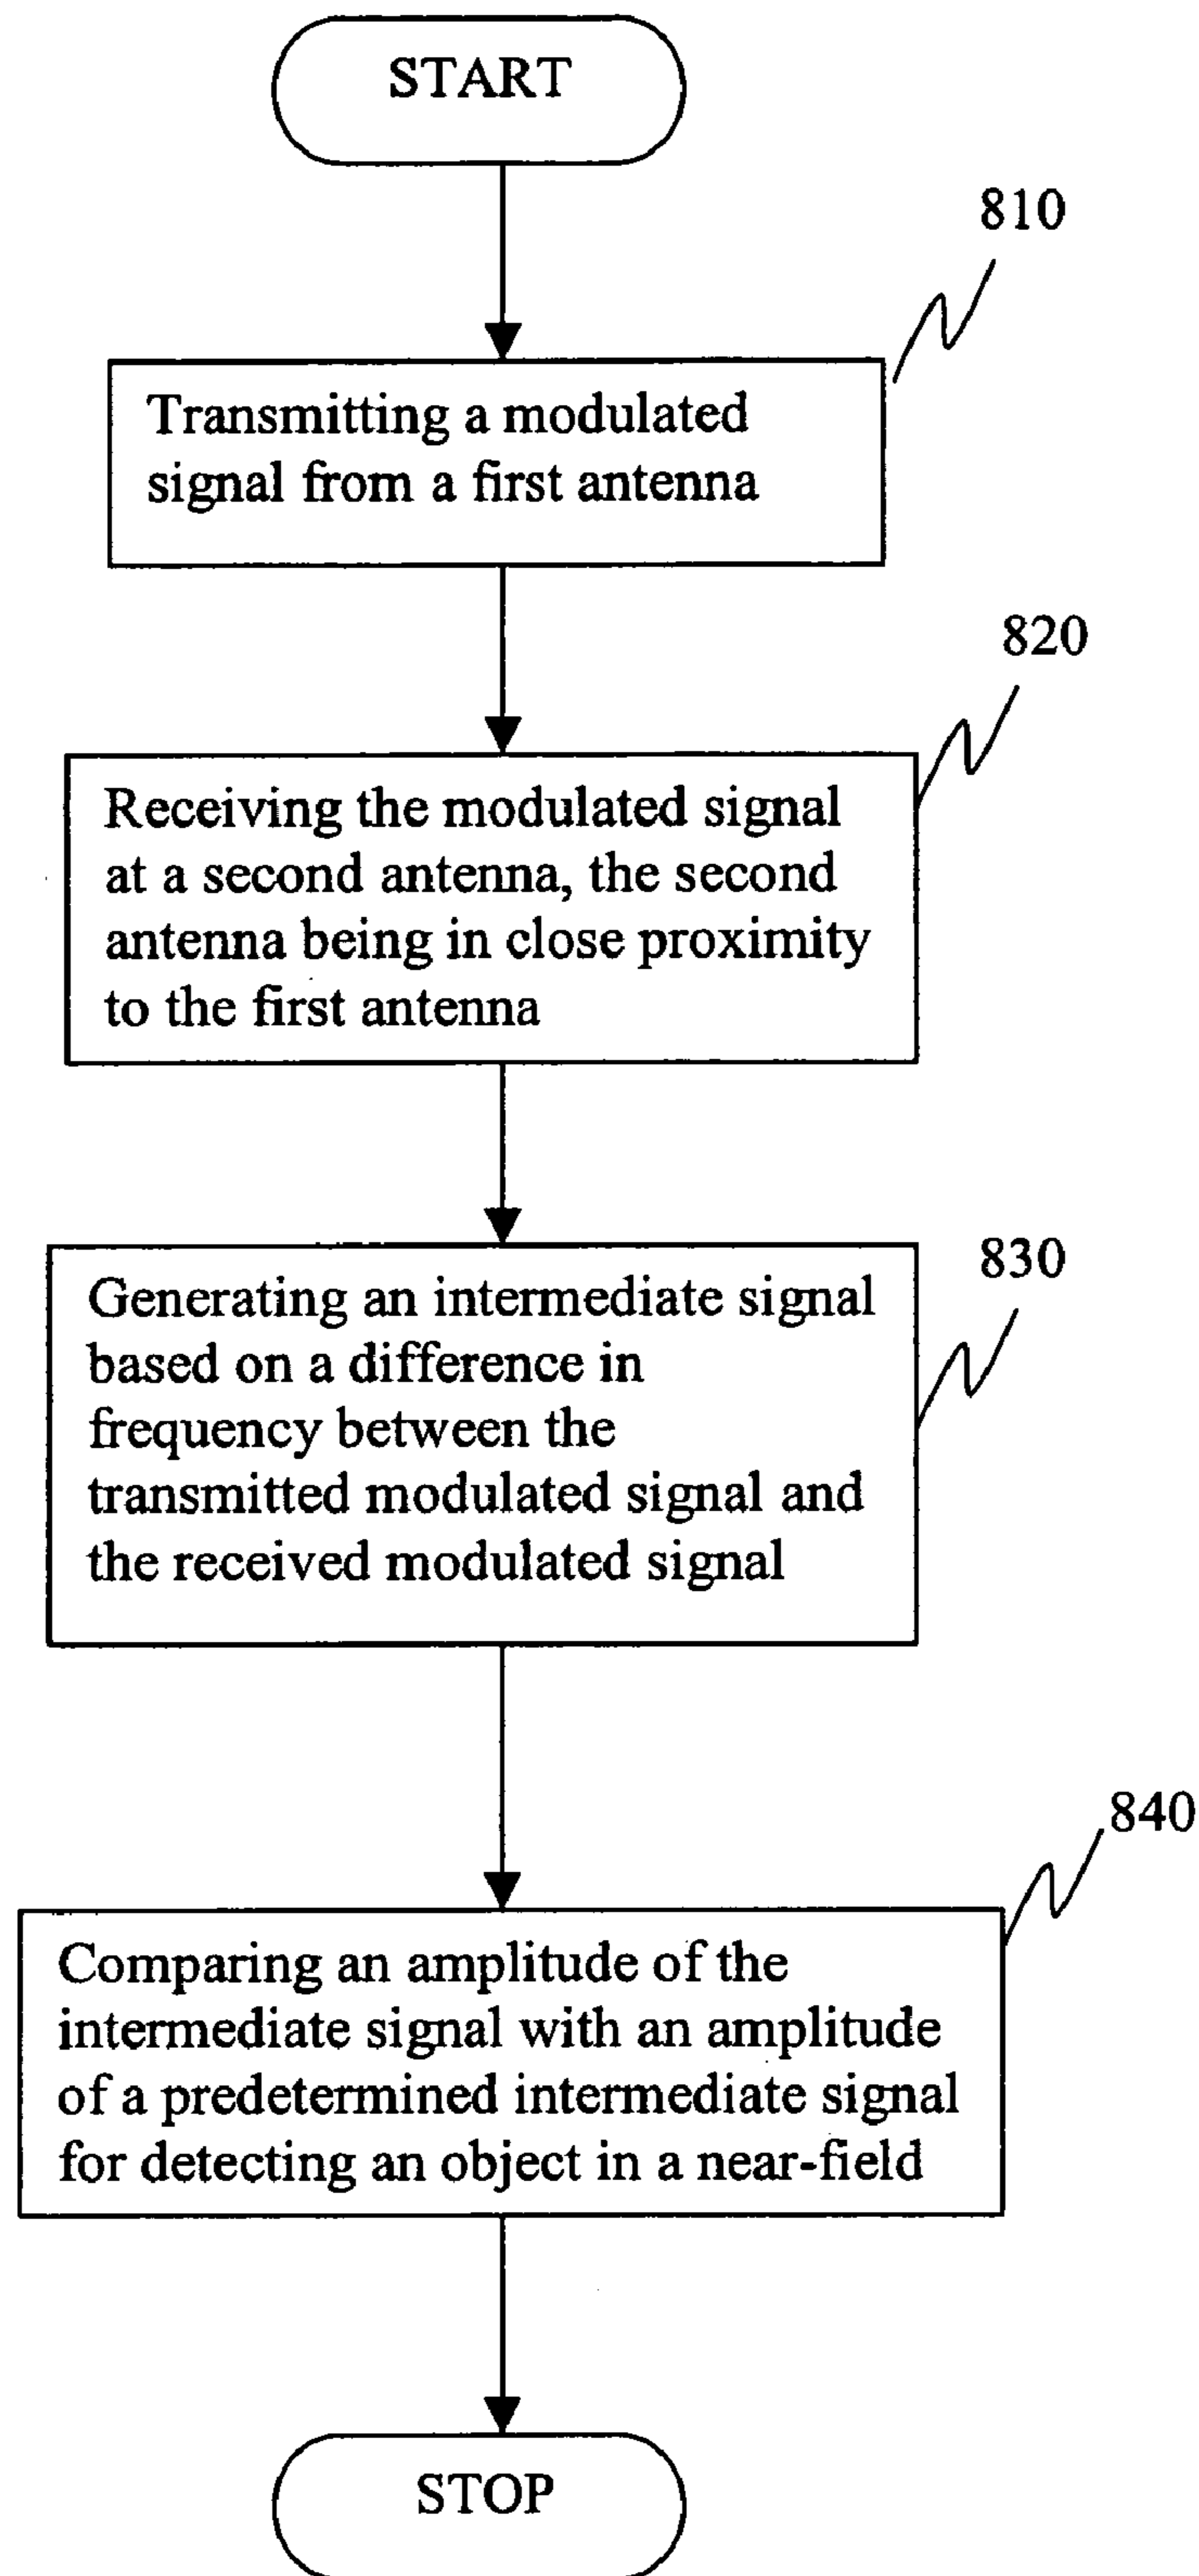 START
810
Transmitting a modulated
signal from a first antenna
820
Receiving the modulated signal
at a second antenna, the second
antenna being in close proximity
to the first antenna
830
Generating an intermediate signal
based on a difference in
frequency between the
transmitted modulated signal and
the received modulated signal
840
Comparing an amplitude of the
intermediate signal with an amplitude
of a predetermined intermediate signal
for detecting an object in a near-field
STOP